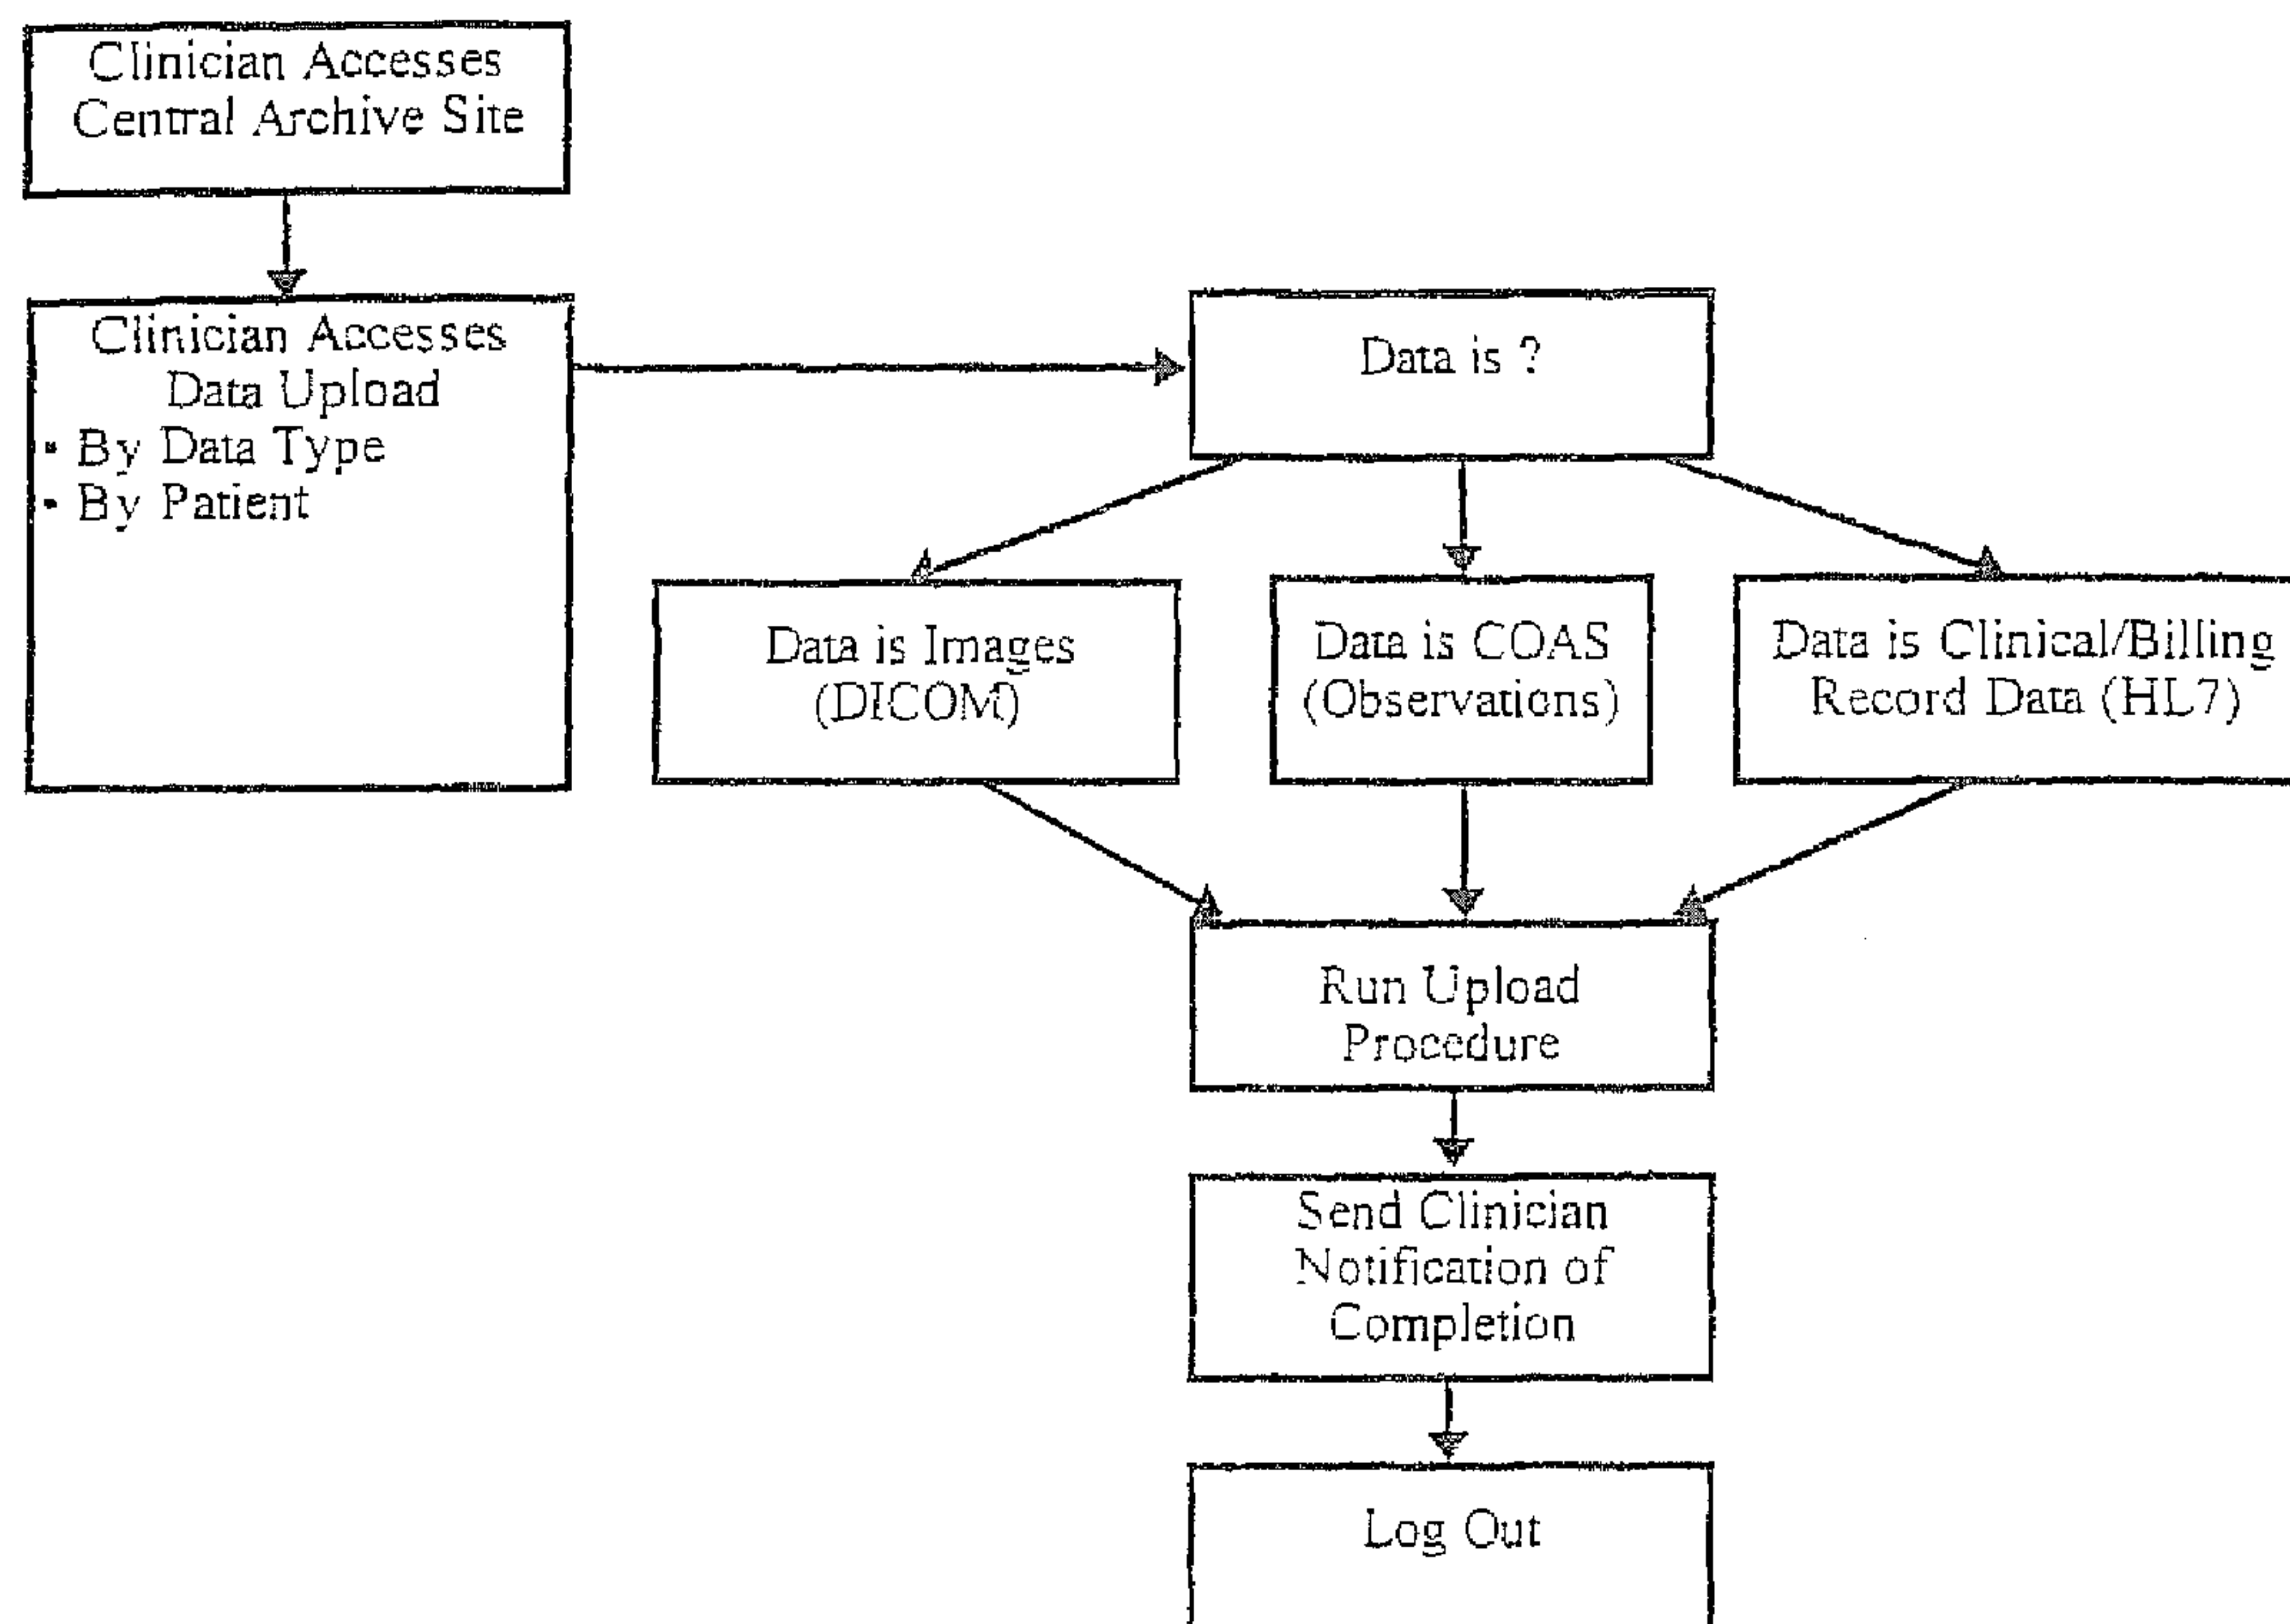 Clinician Accesses
Central Archive Site
Clinician Accesses
Data Upload
▪ By Data Type
▪ By Patient
Data is ?
Data is Images
(DICOM)
Data is COAS
(Observations)
Data is Clinical/Billing
Record Data (HL7)
Run Upload
Procedure
Send Clinician
Notification of
Completion
Log Out